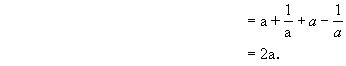 = a + 1/a + a − 1/a
= 2a.